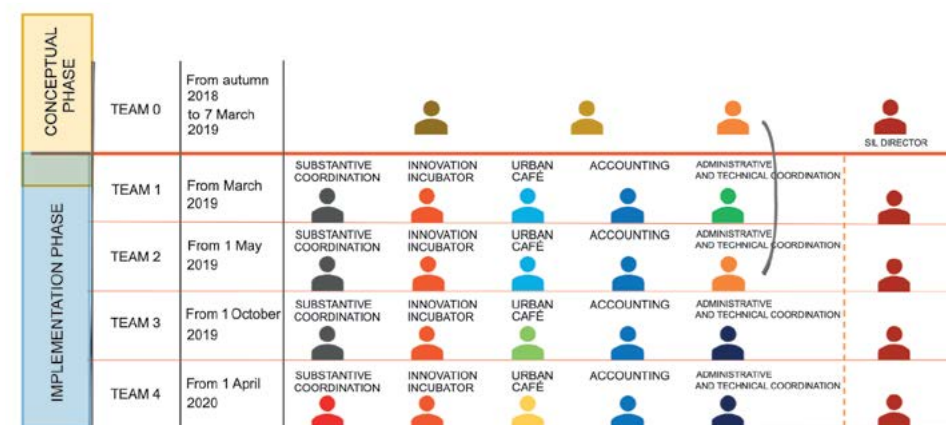 CONCEPTUAL
PHASE
TEAM 0
From autumn
2018
to 7 March
2019
SIL DIRECTOR
IMPLEMENTATION PHASE
TEAM 1
From March
2019
SUBSTANTIVE
COORDINATION
INNOVATION
INCUBATOR
URBAN
CAFÉ
ACCOUNTING
ADMINISTRATIVE
AND TECHNICAL COORDINATION
TEAM 2
From 1 May
2019
SUBSTANTIVE
COORDINATION
INNOVATION
INCUBATOR
URBAN
CAFÉ
ACCOUNTING
ADMINISTRATIVE
AND TECHNICAL COORDINATION
TEAM 3
From 1 October
2019
SUBSTANTIVE
COORDINATION
INNOVATION
INCUBATOR
URBAN
CAFÉ
ACCOUNTING
ADMINISTRATIVE
AND TECHNICAL COORDINATION
TEAM 4
From 1 April
2020
SUBSTANTIVE
COORDINATION
INNOVATION
INCUBATOR
URBAN
CAFÉ
ACCOUNTING
ADMINISTRATIVE
AND TECHNICAL COORDINATION